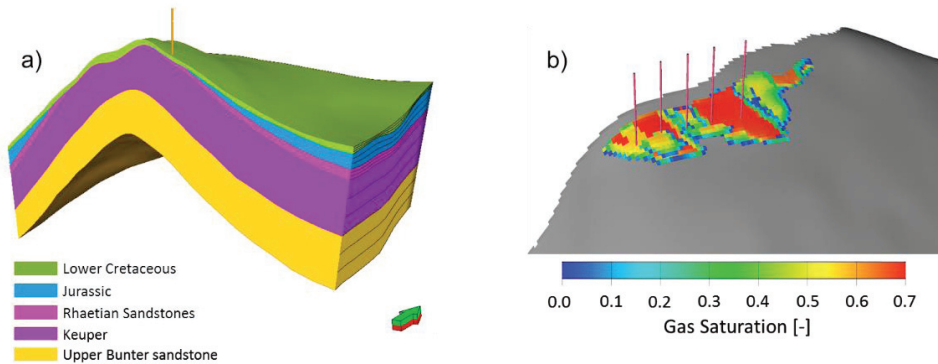 a)
Lower Cretaceous
Jurassic
Rhaetian Sandstones
Keuper
Upper Bunter sandstone
b)
0.0 0.1 0.2 0.3 0.4 0.5 0.6 0.7
Gas Saturation [-]